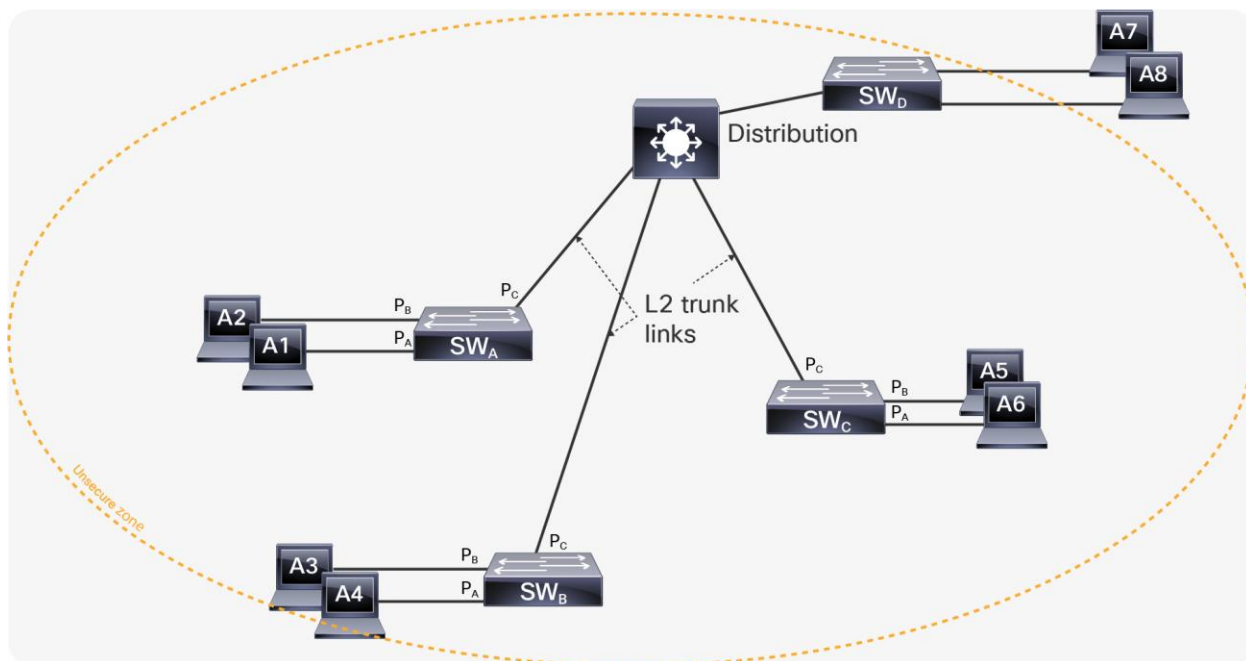 A7
A8
SWD
Distribution
PC
L2 trunk
links
A2
A1
PB
PA
SWA
PC
A5
A6
PB
PA
SWC
Unsecure zone
PC
A3
A4
PB
PA
SWB